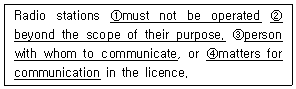 Radio stations ①must not be operated ②
beyond the scope of their purpose, ③person
with whom to communicate, or ④matters for
communication in the licence.